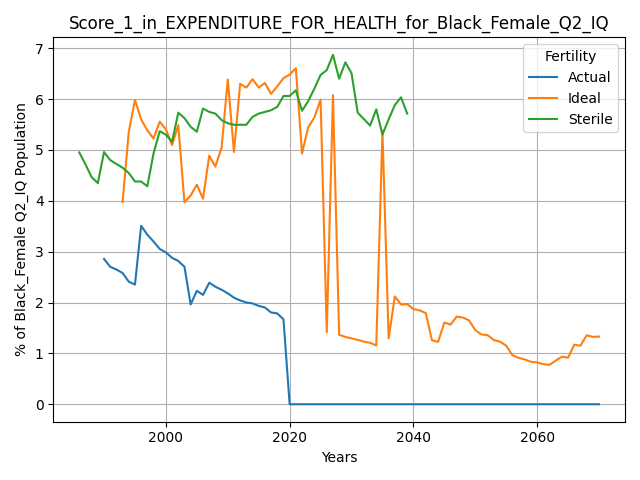 Score_1_in_EXPENDITURE_FOR_HEALTH_for_Black_Female_Q2_IQ
% of Black_Female Q2_IQ Population
7
6
5
4
3
2
1
0
Fertility
Actual
Ideal
Sterile
2000
2020
2040
2060
Years